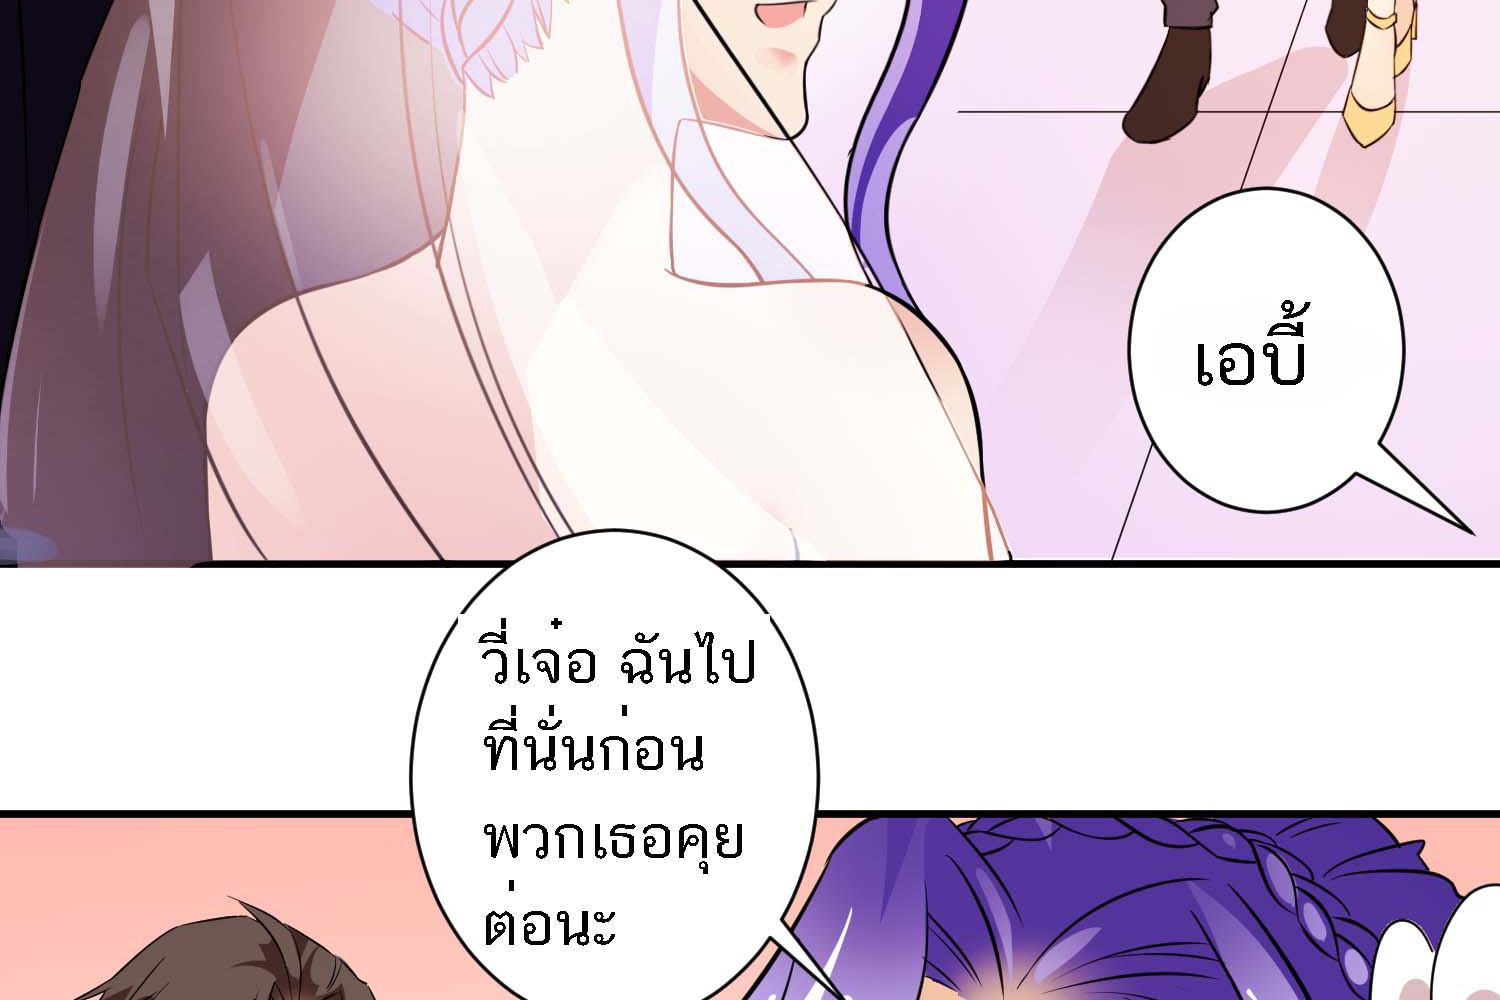 เอบี้
วี่เจ๋อ ฉันไป
ที่นั่นก่อน
พวกเธอคุย
ต่อนะ